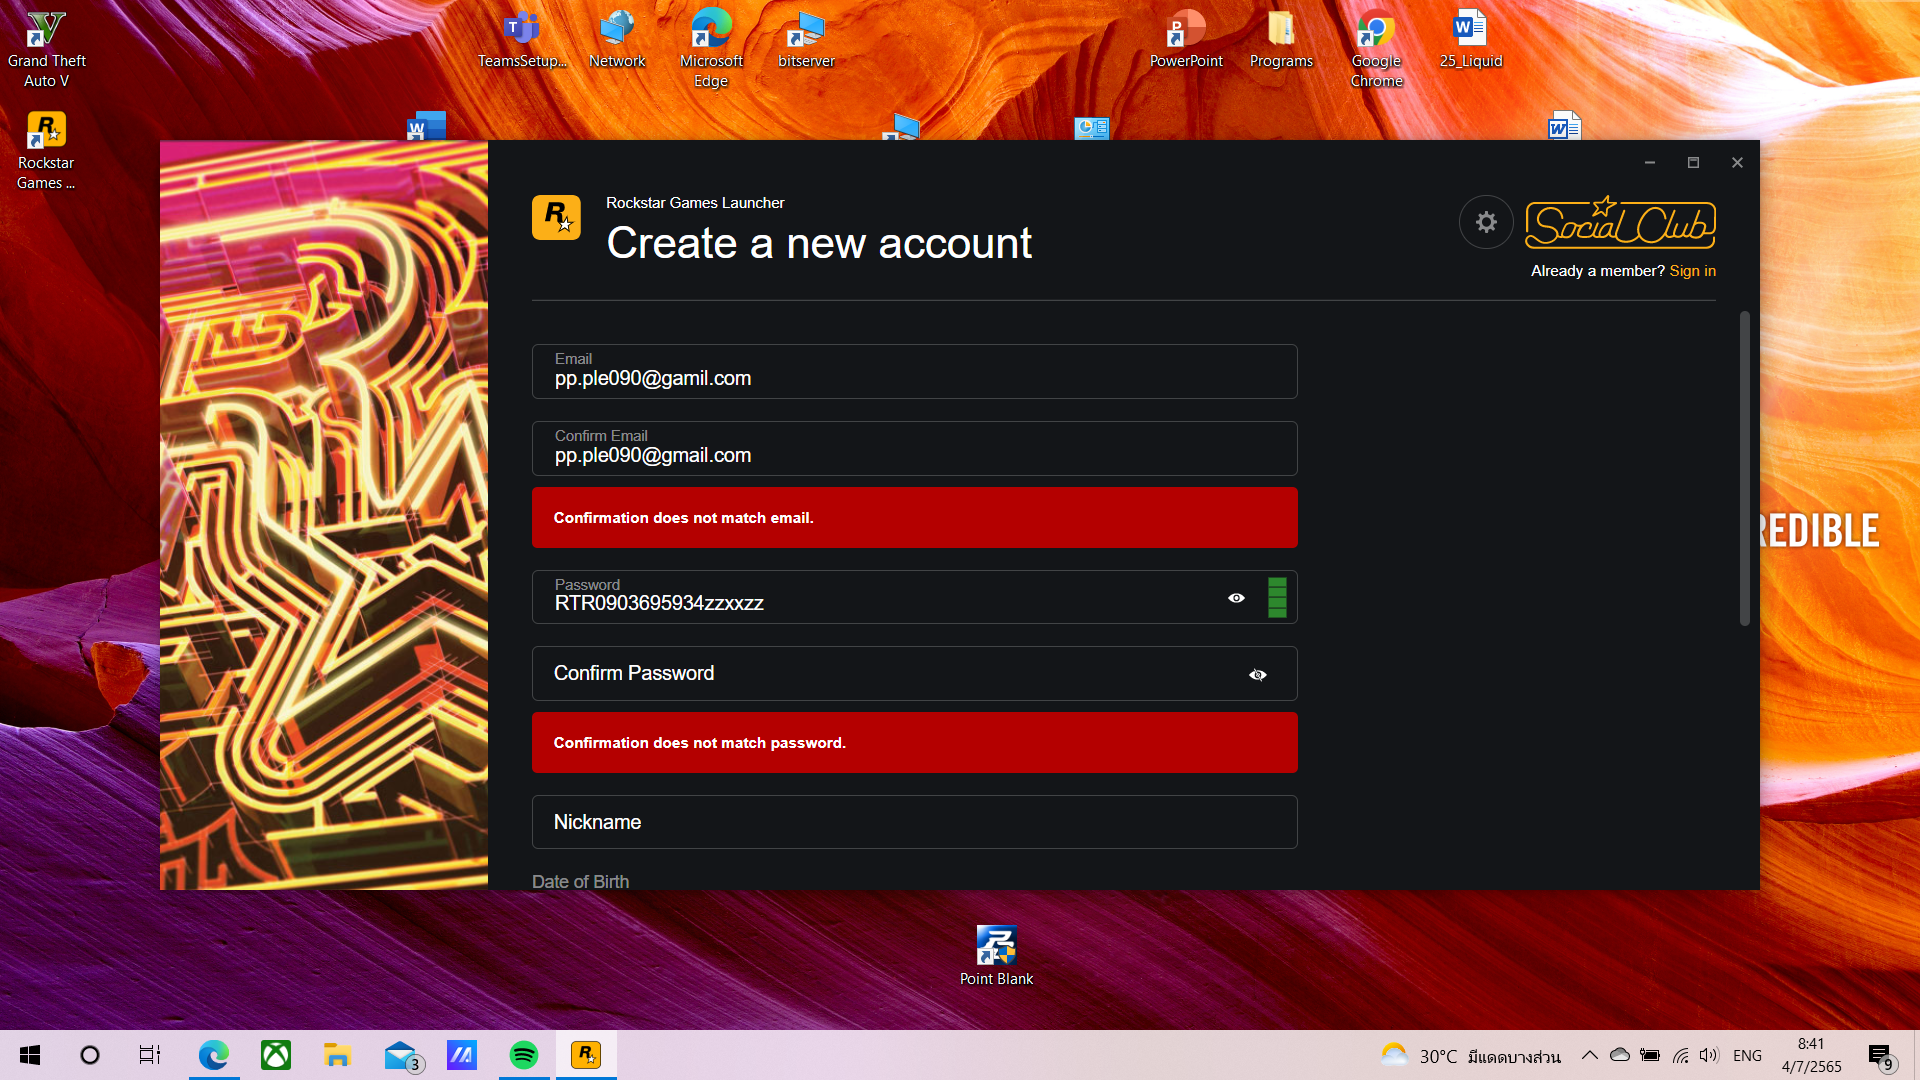 Grand Theft
Auto V
TeamsSetup...
Network
Microsoft
Edge
bitserver
PowerPoint
Programs
Google
Chrome
25_Liquid
Rockstar
Games ...
Rockstar Games Launcher
Create a new account
Social Club
Already a member? Sign in
Email
pp.ple090@gamil.com
Confirm Email
pp.ple090@gmail.com
Confirmation does not match email.
REDIBLE
Password
RTR0903695934zzxxzz
Confirm Password
Confirmation does not match password.
Nickname
Date of Birth
Point Blank
3
30°C มีแดดบางส่วน
ENG
8:41
4/7/2565
9